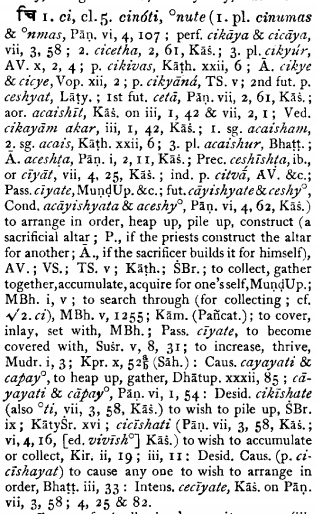 चि 1. ci, cl. 5. cinóti, °nute (1. pl. cinumas
& °nmas, Pāṇ. vi, 4, 107; perf. cikāya & cicāya,
vii, 3, 58; 2. cicetha, 2, 61, Kāś.; 3. pl. cikyúr,
AV. x, 2, 4; p. cikivas, Kāṭh. xxii, 6; Ā. cikye
& cicye, Vop. xii, 2; p. cikyāná, TS. v; 2nd fut. p.
ceshyat, Lāṭy.; 1st fut. cetā, Pāṇ. vii, 2, 61, Kāś.;
aor. acaishīt, Kāś. on iii, 1, 42 & vii, 2, 1; Ved.
cikayām akar, iii, 1, 42, Kāś.; 1. sg. acaisham,
2. sg. acais, Kāṭh. xxii, 6; 3. pl. acaishur, Bhaṭṭ.;
Ā. aceshṭa, Pāṇ. i, 2, 11, Kāś.; Prec. ceshīshṭa, ib.,
or cīyāt, vii, 4, 25, Kāś.; ind. p. citvā́, AV. &c.;
Pass. cīyate, MuṇḍUp. &c.; fut. cāyishyate & ceshy°,
Cond. acāyishyata & aceshy°, Pāṇ. vi, 4, 62, Kāś.)
to arrange in order, heap up, pile up, construct (a
sacrificial altar; P., if the priests construct the altar
for another; Ā., if the sacrificer builds it for himself),
AV.; VS.; TS. v; Kāṭh.; ŚBr.; to collect, gather
together, accumulate, acquire for one's self, MuṇḍUp.;
MBh. i, v; to search through (for collecting; cf.
√2. ci), MBh. v, 1255; Kām. (Pañcat.); to cover,
inlay, set with, MBh.; Pass. cīyate, to become
covered with, Suśr. v, 8, 31; to increase, thrive,
Mudr. i, 3; Kpr. x, 52 a/b (Sāh.): Caus. cayayati &
capay°, to heap up, gather, Dhātup. xxxii, 85; cā-
yayati & cāpay°, Pāṇ. vi, 1, 54: Desid. cikīshate
(also °ti, vii, 3, 58, Kāś.) to wish to pile up, ŚBr.
ix; KātyŚr. xvi; cicīshati (Pāṇ. vii, 3, 58, Kāś.;
vi, 4, 16, [ed. vivīsh°] Kāś.) to wish to accumulate
or collect, Kir. ii, 19; iii, 11: Desid. Caus. (p. ci-
cīshayat) to cause any one to wish to arrange in
order, Bhaṭṭ. iii, 33: Intens. cecīyate, Kāś. on Pāṇ.
vii, 3, 58; 4, 25 & 82.